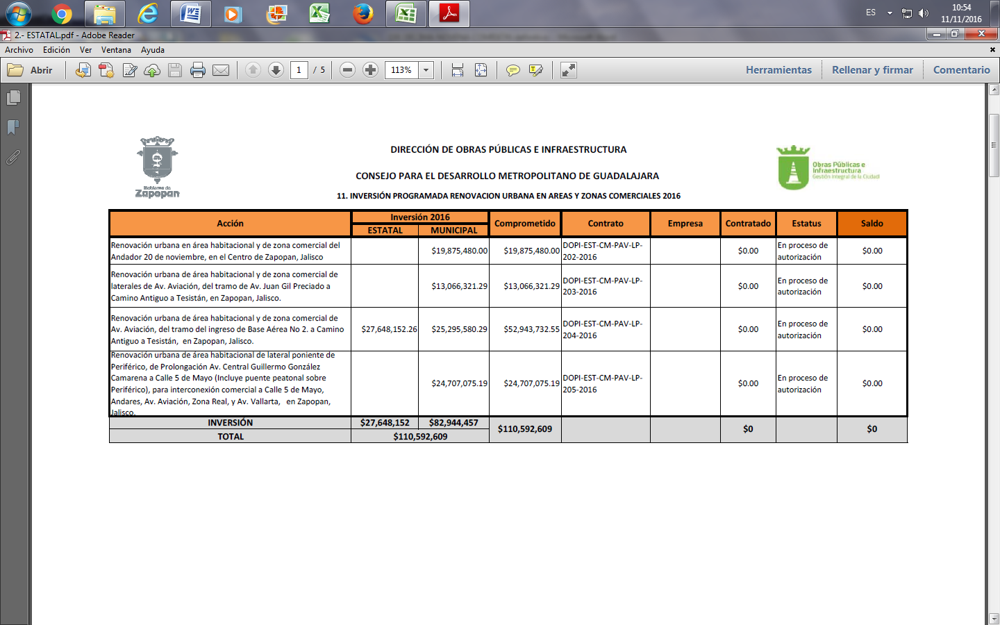 ES
10:54
11/11/2016
2.- ESTATAL.pdf - Adobe Reader
Archivo Edición Ver Ventana Ayuda
Abrir
1 / 5
113%
Herramientas Rellenar y firmar Comentario
Gobierno de
Zapopan
DIRECCIÓN DE OBRAS PÚBLICAS E INFRAESTRUCTURA
CONSEJO PARA EL DESARROLLO METROPOLITANO DE GUADALAJARA
11. INVERSIÓN PROGRAMADA RENOVACION URBANA EN AREAS Y ZONAS COMERCIALES 2016
Obras Públicas e
Infraestructura
Gestión Integral de la Ciudad
Acción Inversión 2016 Comprometido Contrato Empresa Contratado Estatus Saldo
ESTATAL MUNICIPAL
Renovación urbana en área habitacional y de zona comercial del
Andador 20 de noviembre, en el Centro de Zapopan, Jalisco
$19,875,480.00 $19,875,480.00
DOPI-EST-CM-PAV-LP-
202-2016
$0.00
En proceso de
autorización
$0.00
Renovación urbana de área habitacional y de zona comercial de
laterales de Av. Aviación, del tramo de Av. Juan Gil Preciado a
Camino Antiguo a Tesistán, en Zapopan, Jalisco.
$13,066,321.29 $13,066,321.29
DOPI-EST-CM-PAV-LP-
203-2016
$0.00
En proceso de
autorización
$0.00
Renovación urbana de área habitacional y de zona comercial de
Av. Aviación, del tramo del ingreso de Base Aérea No 2. a Camino
Antiguo a Tesistán, en Zapopan, Jalisco.
$27,648,152.26 $25,295,580.29 $52,943,732.55
DOPI-EST-CM-PAV-LP-
204-2016
$0.00
En proceso de
autorización
$0.00
Renovación urbana de área habitacional de lateral poniente de
Periférico, de Prolongación Av. Central Guillermo González
Camarena a Calle 5 de Mayo (Incluye puente peatonal sobre
Periférico), para interconexión comercial a Calle 5 de Mayo,
Andares, Av. Aviación, Zona Real, y Av. Vallarta, en Zapopan,
Jalisco.
$24,707,075.19 $24,707,075.19
DOPI-EST-CM-PAV-LP-
205-2016
$0.00
En proceso de
autorización
$0.00
INVERSIÓN $27,648,152 $82,944,457 $110,592,609 $0 $0
TOTAL $110,592,609